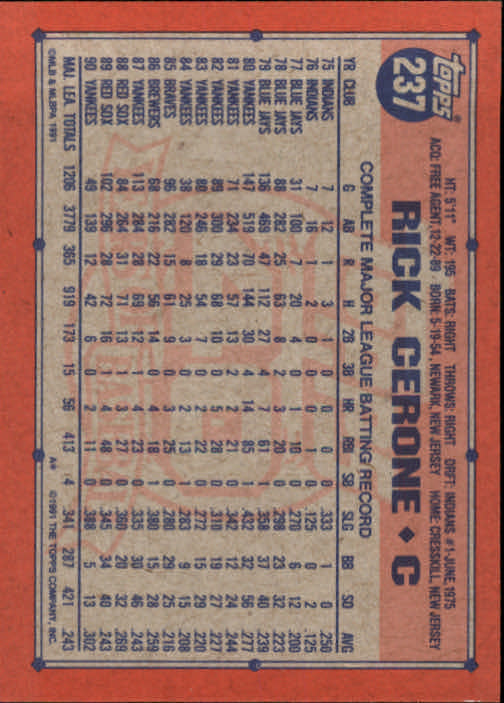 topps
237
HT: 5'11" WT: 195 BATS: RIGHT THROWS: RIGHT DRFT: INDIANS #1-JUNE, 1975
ACQ: FREE AGENT, 12-22-89 BORN: 5-19-54, NEWARK, NEW JERSEY HOME: CRESSKILL, NEW JERSEY
RICK CERONE ◆ C
COMPLETE MAJOR LEAGUE BATTING RECORD
YR CLUB G AB R H 2B 3B HR RBI SB SLG BB SO AVG
75 INDIANS 7 12 1 3 1 0 0 0 0 .333 1 0 .250
76 INDIANS 7 16 1 2 0 0 0 1 0 .125 0 2 .125
77 BLUE JAYS 31 100 7 20 4 0 1 10 0 .270 6 12 .200
78 BLUE JAYS 88 282 25 63 8 2 3 20 0 .298 23 32 .223
79 BLUE JAYS 136 469 47 112 27 4 7 61 1 .358 37 40 .239
80 YANKEES 147 519 70 144 30 4 14 85 1 .432 32 56 .277
81 YANKEES 71 234 23 57 13 2 2 21 0 .342 12 24 .244
82 YANKEES 89 300 29 68 10 0 5 28 0 .310 19 27 .227
83 YANKEES 80 246 18 54 7 0 2 22 0 .272 15 29 .220
84 YANKEES 38 120 8 25 3 0 2 13 1 .283 9 15 .208
85 BRAVES 96 282 15 61 9 0 3 25 0 .280 29 25 .216
86 BREWERS 68 216 22 56 14 0 4 18 1 .380 15 28 .259
87 YANKEES 113 284 28 69 12 1 4 23 0 .335 30 46 .243
88 RED SOX 84 264 31 71 13 1 3 27 0 .360 20 32 .269
89 RED SOX 102 296 28 72 16 1 4 48 0 .345 34 40 .243
90 YANKEES 49 139 12 42 6 0 2 11 0 .388 5 13 .302
MAJ. LEA. TOTALS 1206 3779 365 919 173 15 56 413 4 .341 287 421 .243
©MLB & MLBPA 1991 A* ©1991 THE TOPPS COMPANY, INC.